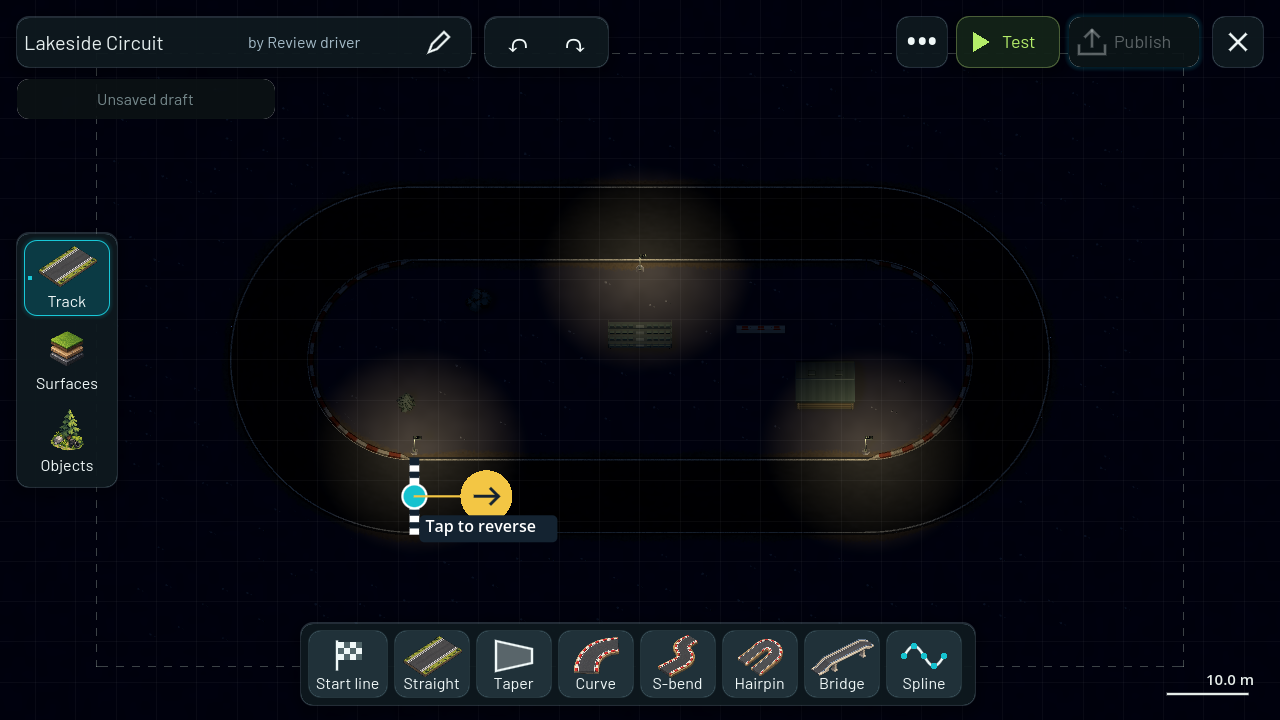 Lakeside Circuit
by Review driver
Test
Publish
Unsaved draft
Track
Surfaces
Objects
Tap to reverse
Start line
Straight
Taper
Curve
S-bend
Hairpin
Bridge
Spline
10.0 m